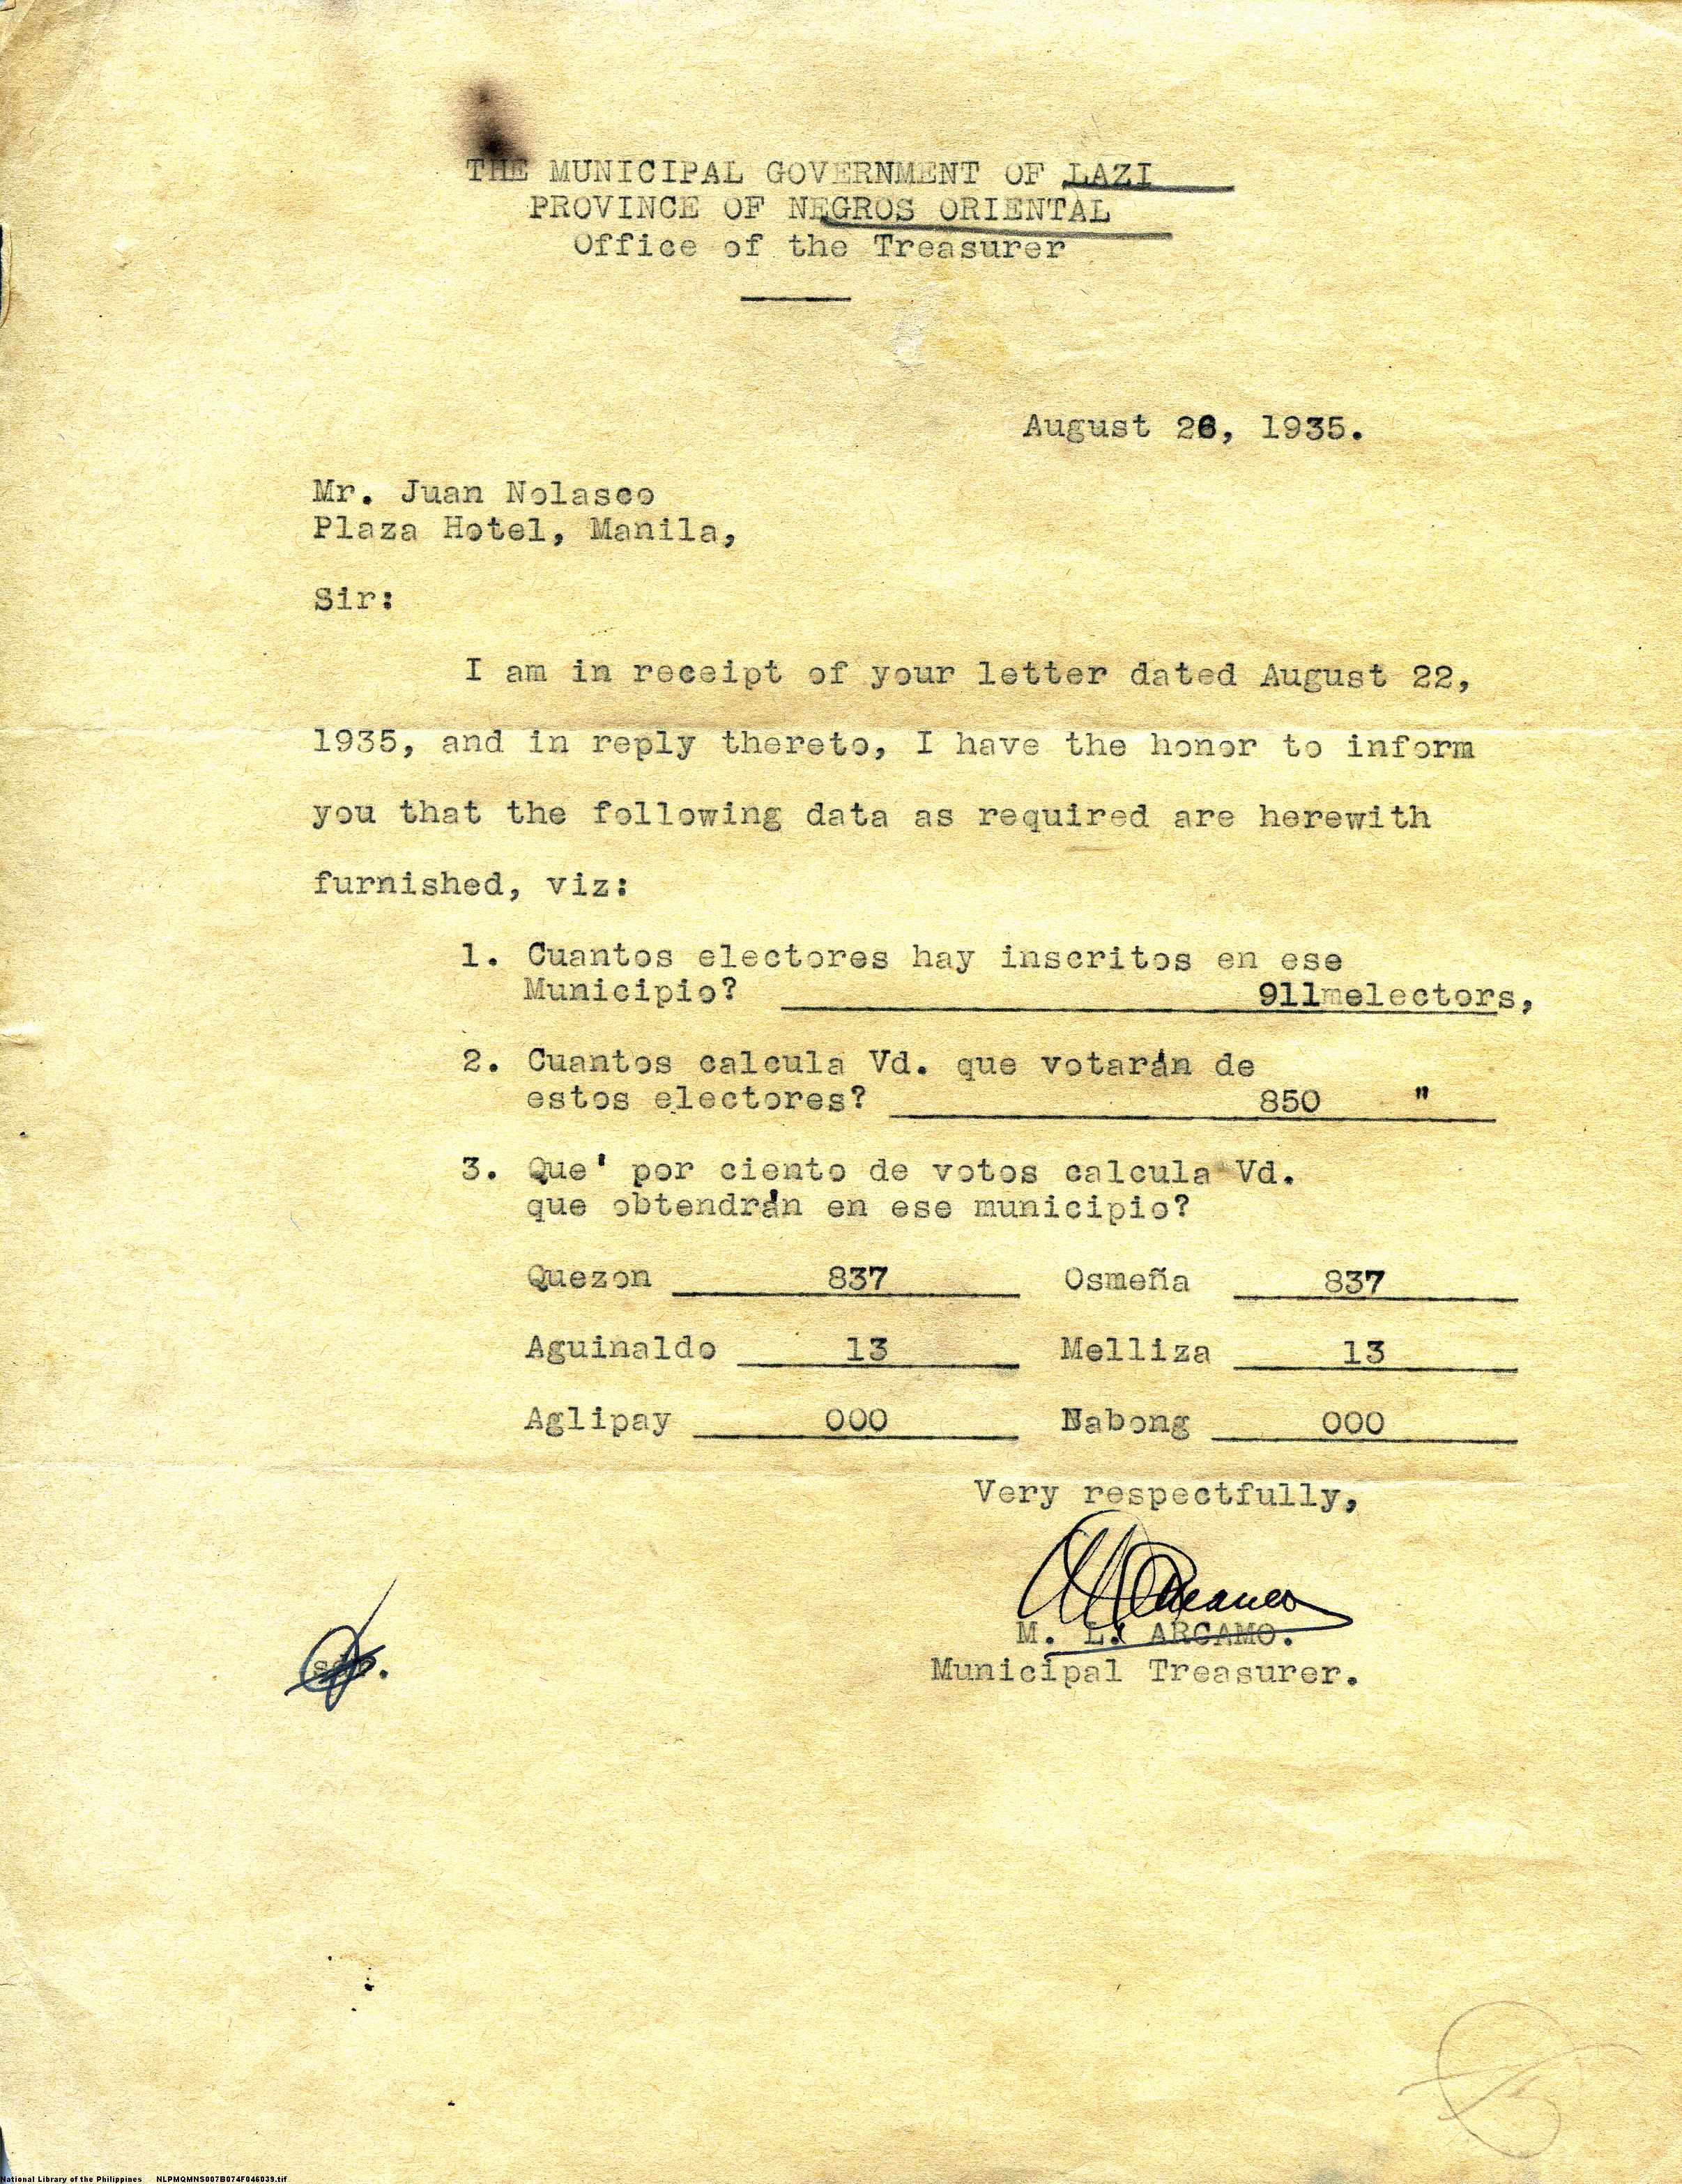 THE MUNICIPAL GOVERNMENT OF LAZI
PROVINCE OF NEGROS ORIENTAL
Office of the Treasurer
August 26, 1935.
Mr. Juan Nolasco
Plaza Hotel, Manila,
Sir:
I am in receipt of your letter dated August 22,
1935, and in reply thereto, I have the honor to inform
you that the following data as required are herewith
furnished, viz:
1. Cuantos electores hay inscritos en ese
Municipio? 911melectors,
2. Cuantos calcula Vd. que votarán de
estos electores? 850 "
3. Que' por ciento de votos calcula Vd.
que obtendrán en ese municipio?
Quezon 837 Osmeña 837
Aguinaldo 13 Melliza 13
Aglipay 000 Nabong 000
Very respectfully,
M. L. ARCAMO.
Municipal Treasurer.
National Library of the Philippines NLPMQMNS007B074F046039.tif